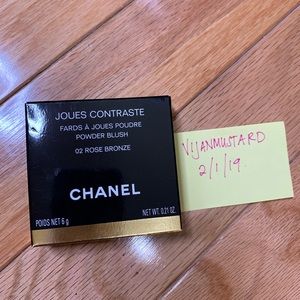 JOUES CONTRASTE
FARDS À JOUES POUDRE
POWDER BLUSH
02 ROSE BRONZE
CHANEL
POIDS NET 6 g NET WT. 0.21 OZ.
VIJANMUSTARD
2/1/19.